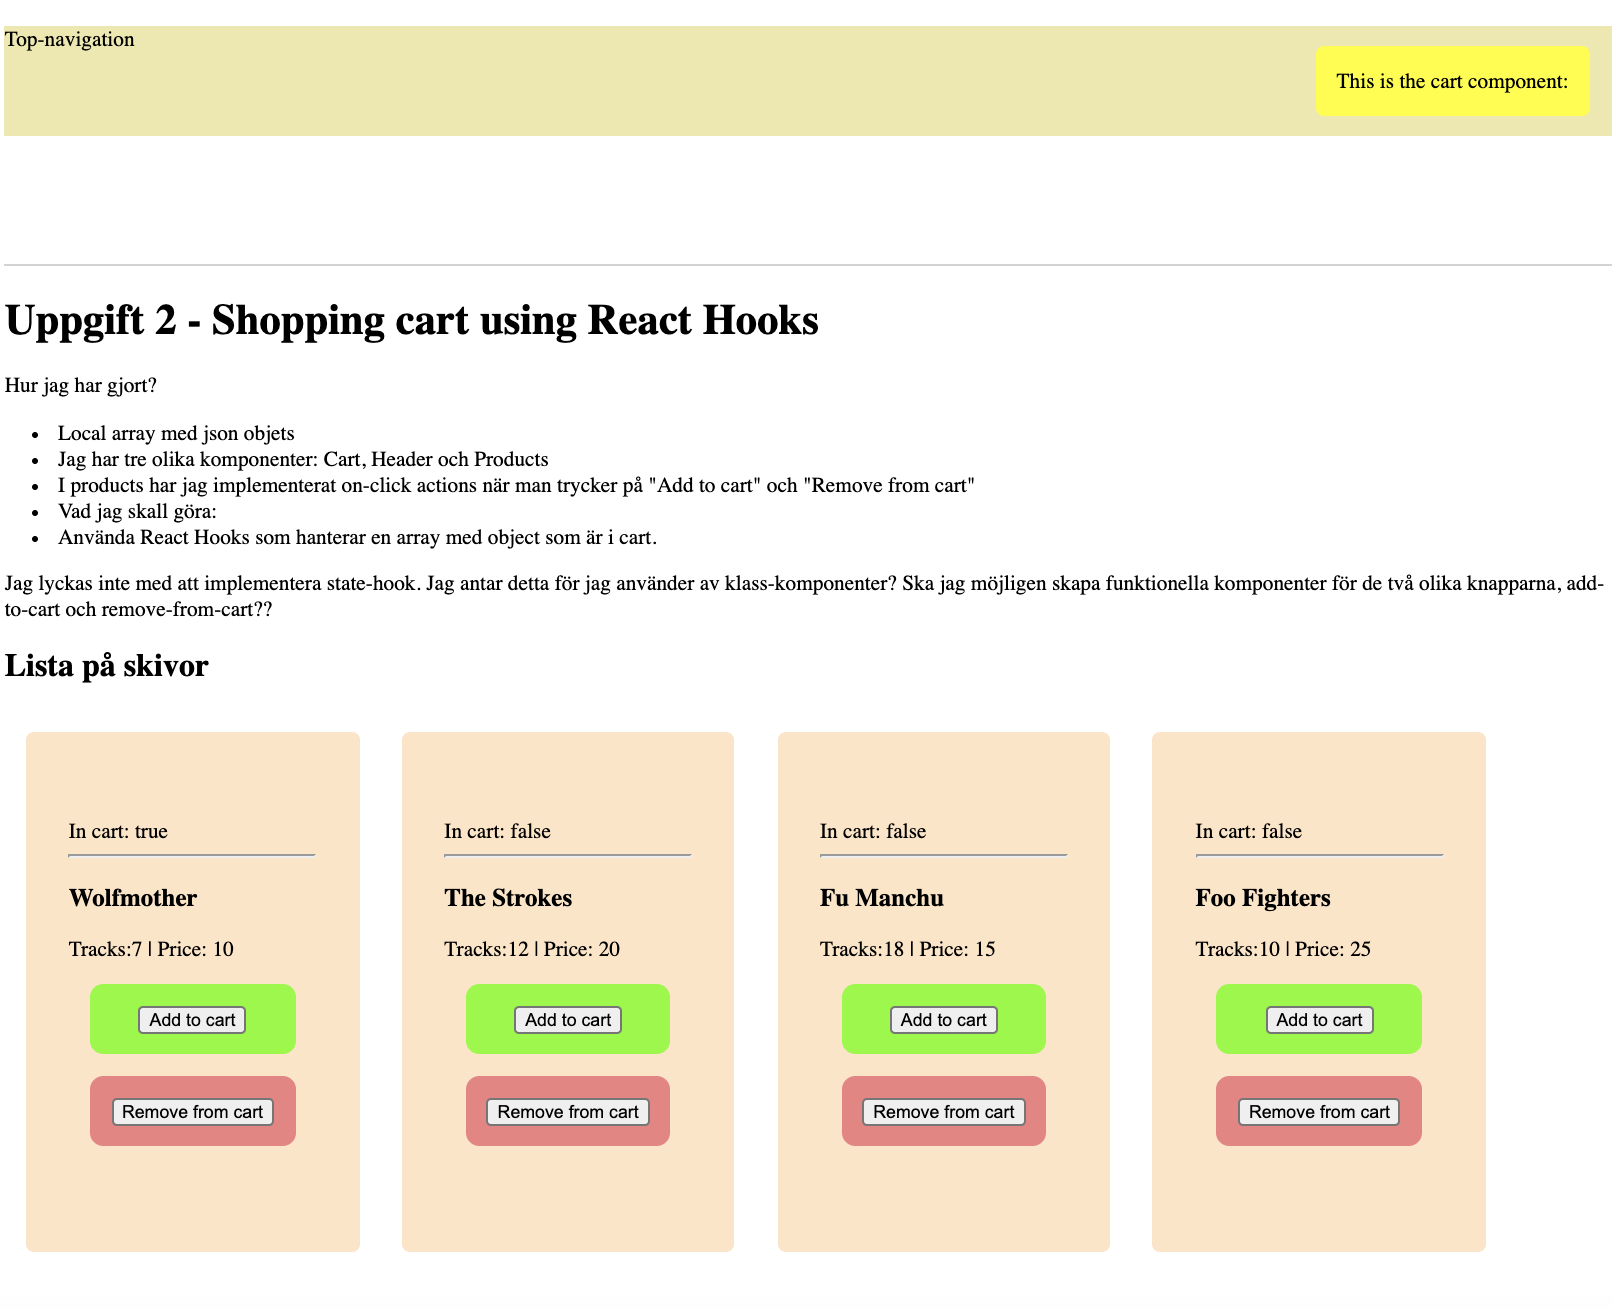 Top-navigation
This is the cart component:
Uppgift 2 - Shopping cart using React Hooks
Hur jag har gjort?
• Local array med json objets
• Jag har tre olika komponenter: Cart, Header och Products
• I products har jag implementerat on-click actions när man trycker på "Add to cart" och "Remove from cart"
• Vad jag skall göra:
• Använda React Hooks som hanterar en array med object som är i cart.
Jag lyckas inte med att implementera state-hook. Jag antar detta för jag använder av klass-komponenter? Ska jag möjligen skapa funktionella komponenter för de två olika knapparna, add-
to-cart och remove-from-cart??
Lista på skivor
In cart: true
Wolfmother
Tracks:7 | Price: 10
Add to cart
Remove from cart
In cart: false
The Strokes
Tracks:12 | Price: 20
Add to cart
Remove from cart
In cart: false
Fu Manchu
Tracks:18 | Price: 15
Add to cart
Remove from cart
In cart: false
Foo Fighters
Tracks:10 | Price: 25
Add to cart
Remove from cart